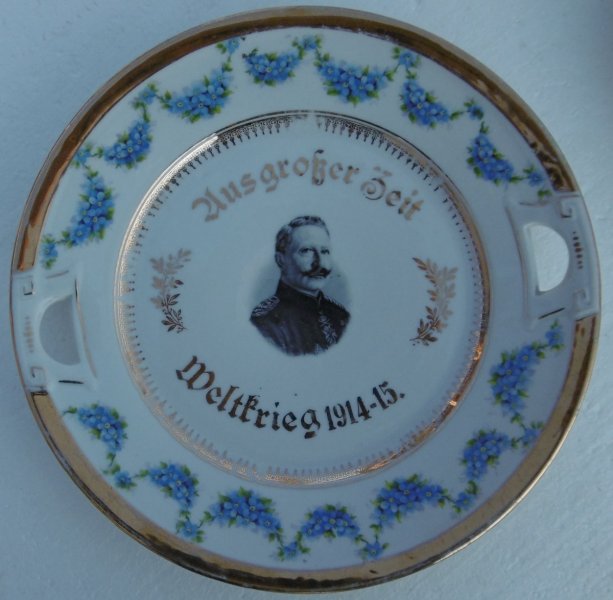 Aus großer Zeit
Weltkrieg 1914-15.